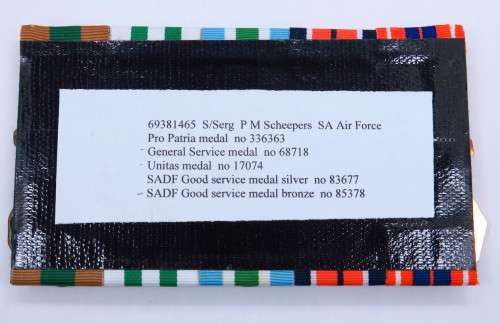 69381465 S/Serg P M Scheepers SA Air Force
Pro Patria medal no 336363
General Service medal no 68718
Unitas medal no 17074
SADF Good service medal silver no 83677
SADF Good service medal bronze no 85378